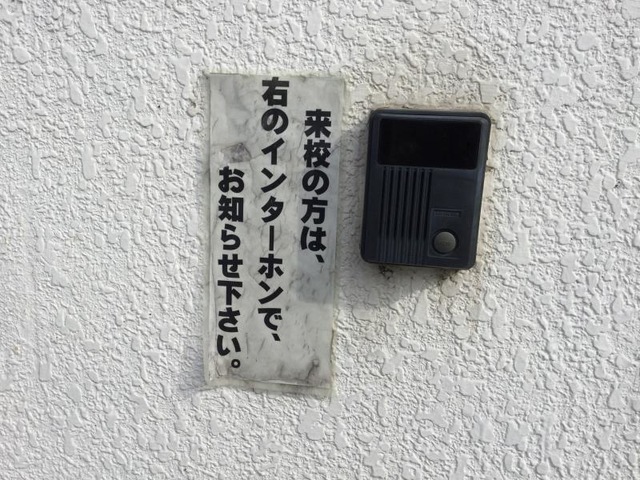 来校の方は、
右のインターホンで、
お知らせ下さい。